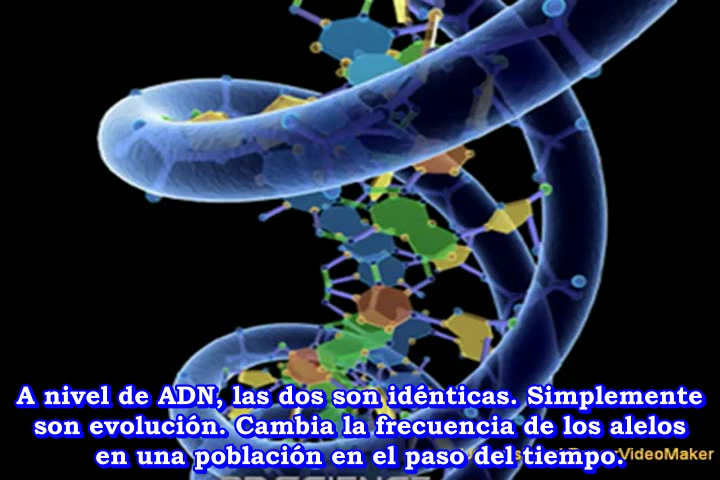 A nivel de ADN, las dos son idénticas. Simplemente
son evolución. Cambia la frecuencia de los alelos
en una población en el paso del tiempo.
VideoMaker